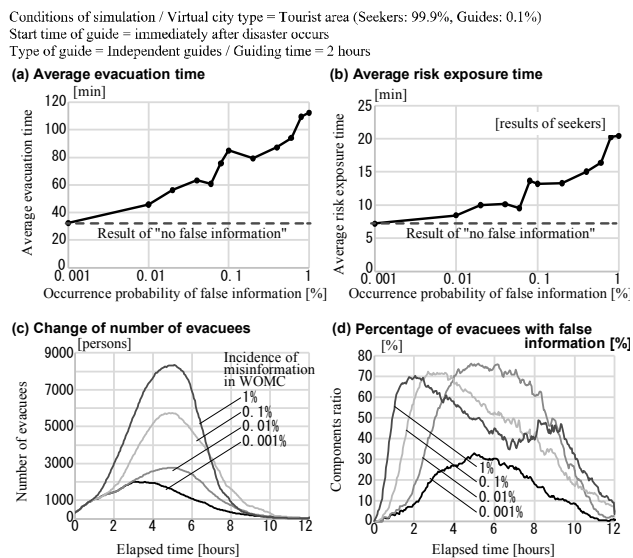 Conditions of simulation / Virtual city type = Tourist area (Seekers: 99.9%, Guides: 0.1%)
Start time of guide = immediately after disaster occurs
Type of guide = Independent guides / Guiding time = 2 hours
(a) Average evacuation time
[min]
Average evacuation time
120
100
80
60
40
20
0
Result of "no false information"
0.001
0.01
0.1
1
Occurrence probability of false information [%]
(b) Average risk exposure time
[min]
Average risk exposure time
25
20
15
10
5
0
[results of seekers]
Result of "no false information"
0.001
0.01
0.1
1
Occurrence probability of false information [%]
(c) Change of number of evacuees
[persons]
Number of evacuees
9000
7000
5000
3000
1000
0
Incidence of
misinformation
in WOMC
1%
0.1%
0.01%
0.001%
0
2
4
6
8
10
12
Elapsed time [hours]
(d) Percentage of evacuees with false
information [%]
[%]
Components ratio
80
70
60
50
40
30
20
10
0
1%
0.1%
0.01%
0.001%
0
2
4
6
8
10
12
Elapsed time [hours]